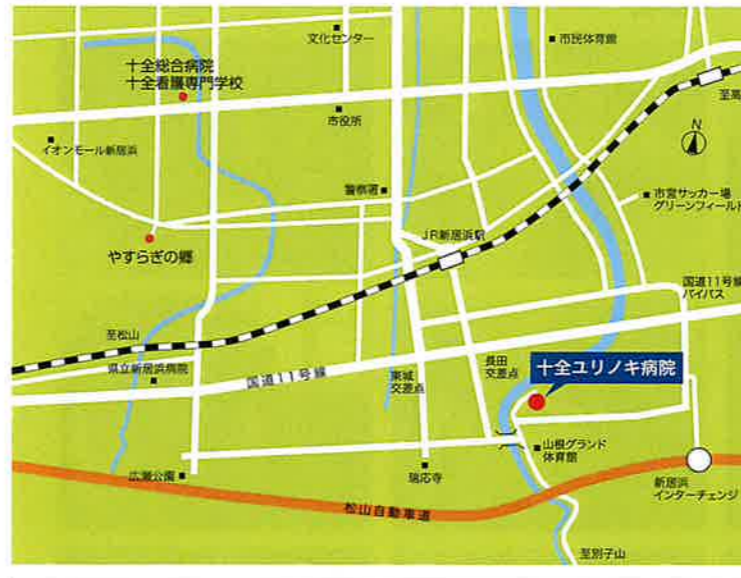 文化センター
市民体育館
十全総合病院
十全看護専門学校
至高
市役所
N
イオンモール新居浜
警察署
市営サッカー場
グリーンフィールド
JR新居浜駅
やすらぎの郷
国道11号線
バイパス
至松山
県立新居浜病院
国道11号線
東城
交差点
長田
交差点
十全ユリノキ病院
山根グランド
体育館
広瀬公園
瑞応寺
新居浜
インターチェンジ
松山自動車道
至別子山